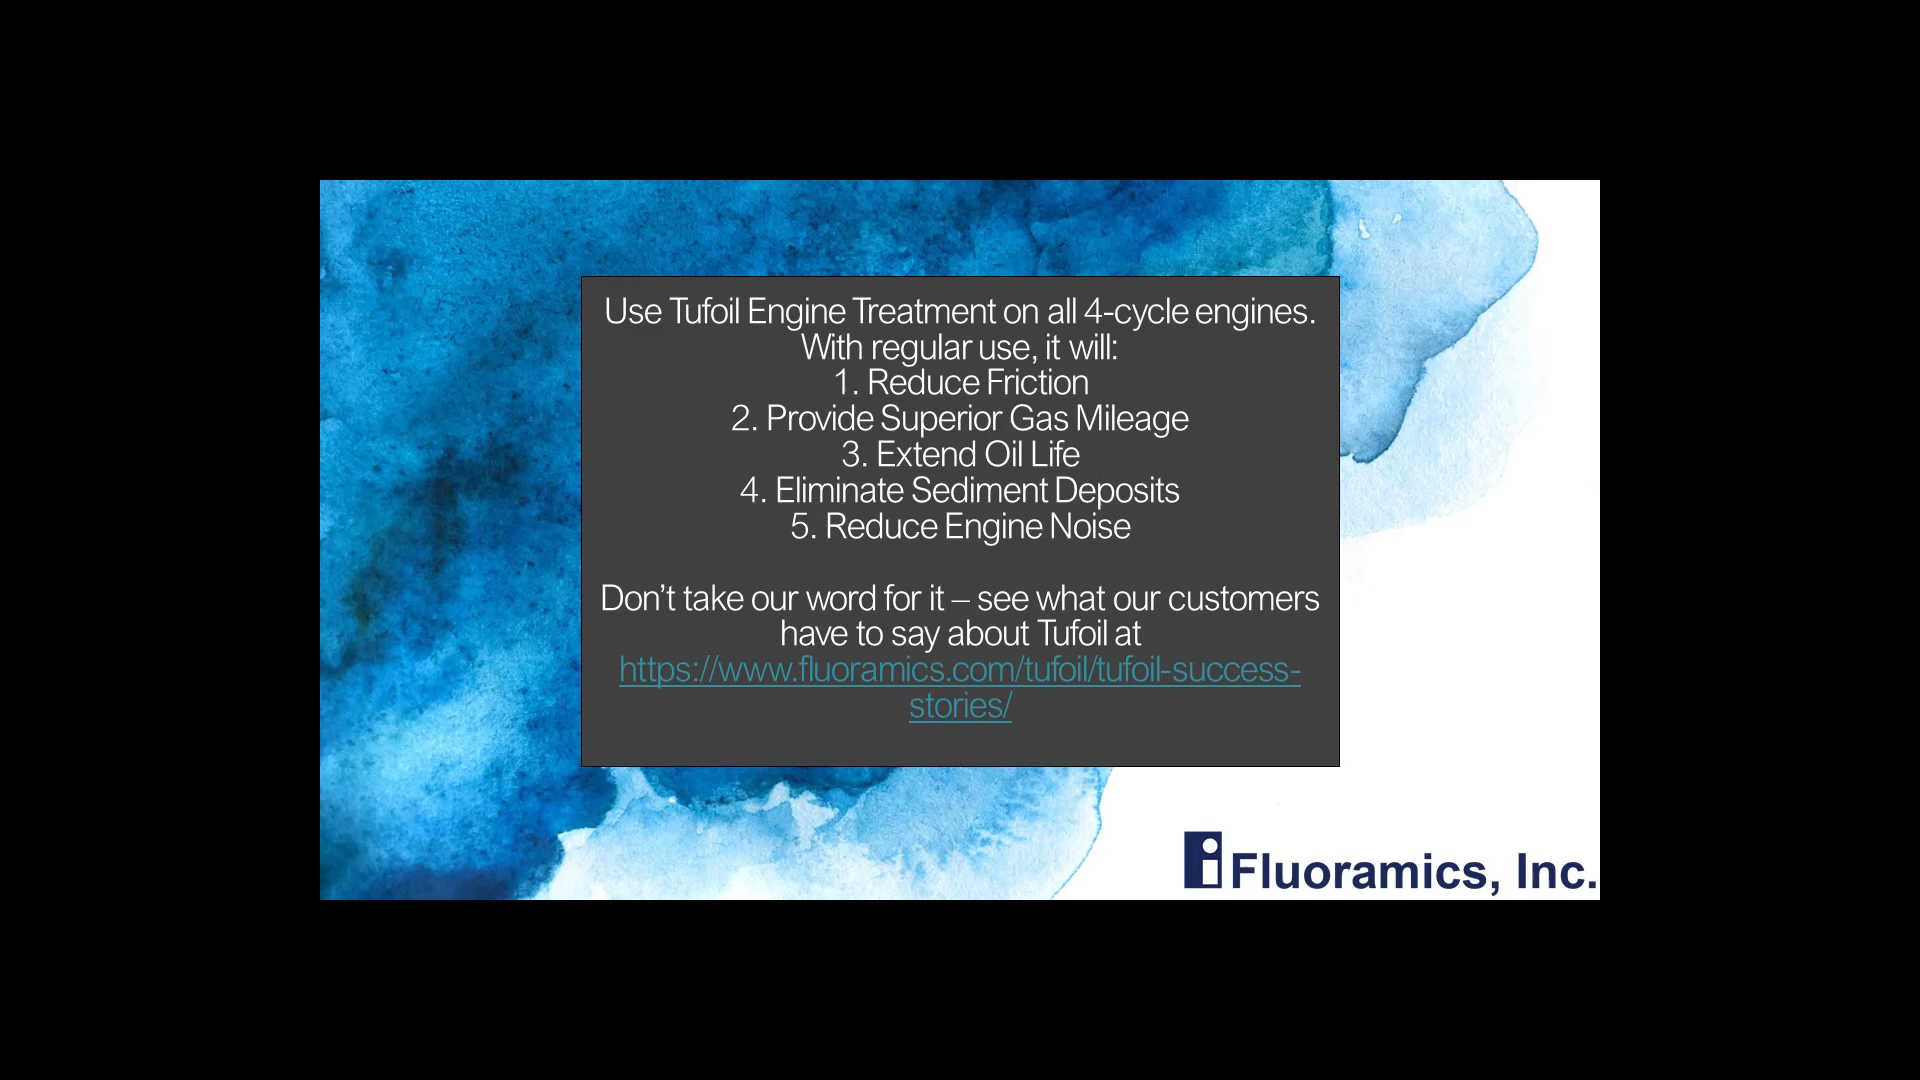 Use Tufoil Engine Treatment on all 4-cycle engines.
With regular use, it will:
1. Reduce Friction
2. Provide Superior Gas Mileage
3. Extend Oil Life
4. Eliminate Sediment Deposits
5. Reduce Engine Noise
Don’t take our word for it – see what our customers
have to say about Tufoil at
https://www.fluoramics.com/tufoil/tufoil-success-
stories/
Fluoramics, Inc.